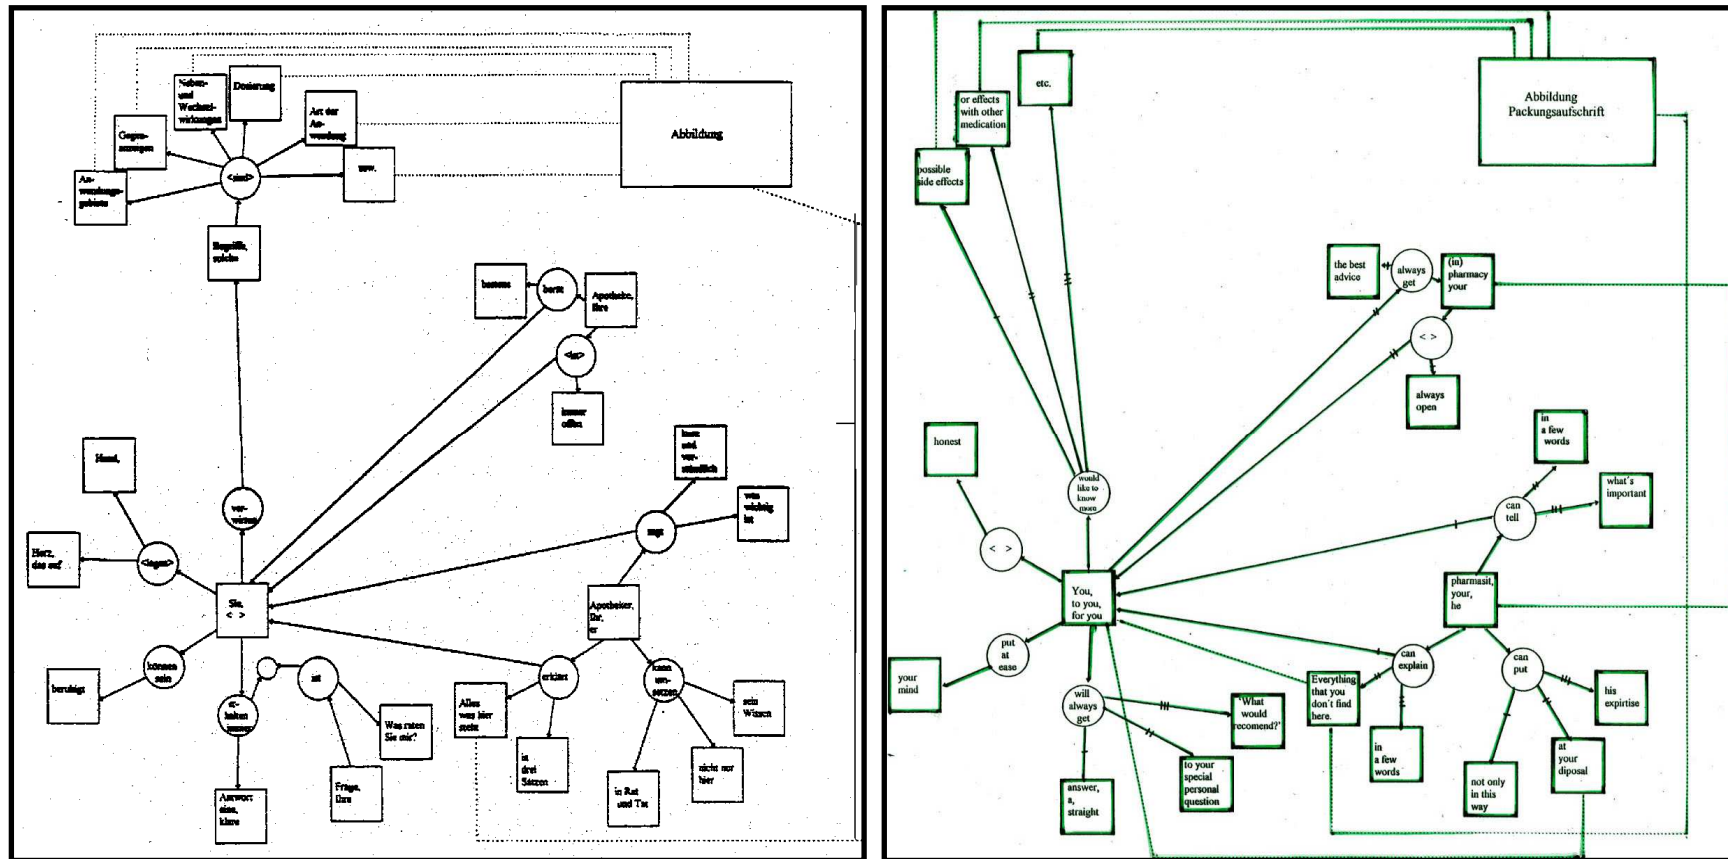 Neben-
und
Wechsel-
wirkungen
Dosierung
Art der
An-
wendung
Gegen-
anzeigen
usw.
An-
wendungs-
gebiete
<sind>
Abbildung
Begriffe,
solche
bestens
berät
Apotheke,
Ihre
<ist>
immer
offen
Hand,
kurz
und
ver-
ständlich
was
wichtig
ist
ver-
wirren
sagt
Herz,
das auf
<legen>
Sie,
< >
Apotheker,
Ihr,
er
beruhigt
können
sein
er-
halten
immer
ist
Was raten
Sie mir?
Frage,
Ihre
Antwort
eine,
klare
erklärt
Alles
was hier
steht
in
drei
Sätzen
kann
um-
setzen
sein
Wissen
in Rat
und Tat
nicht nur
hier
etc.
or effects
with other
medication
possible
side effects
Abbildung
Packungsaufschrift
the best
advice
always
get
(in)
pharmacy
your
< >
always
open
honest
in
a few
words
what´s
important
would
like to
know
more
can
tell
< >
You,
to you,
for you
pharmasit,
your,
he
put
at
ease
your
mind
will
always
get
"What
would
recomend?"
answer,
a,
straight
to your
special
personal
question
Everything
that you
don´t find
here.
can
explain
in
a few
words
can
put
his
expirtise
not only
in this
way
at
your
diposal